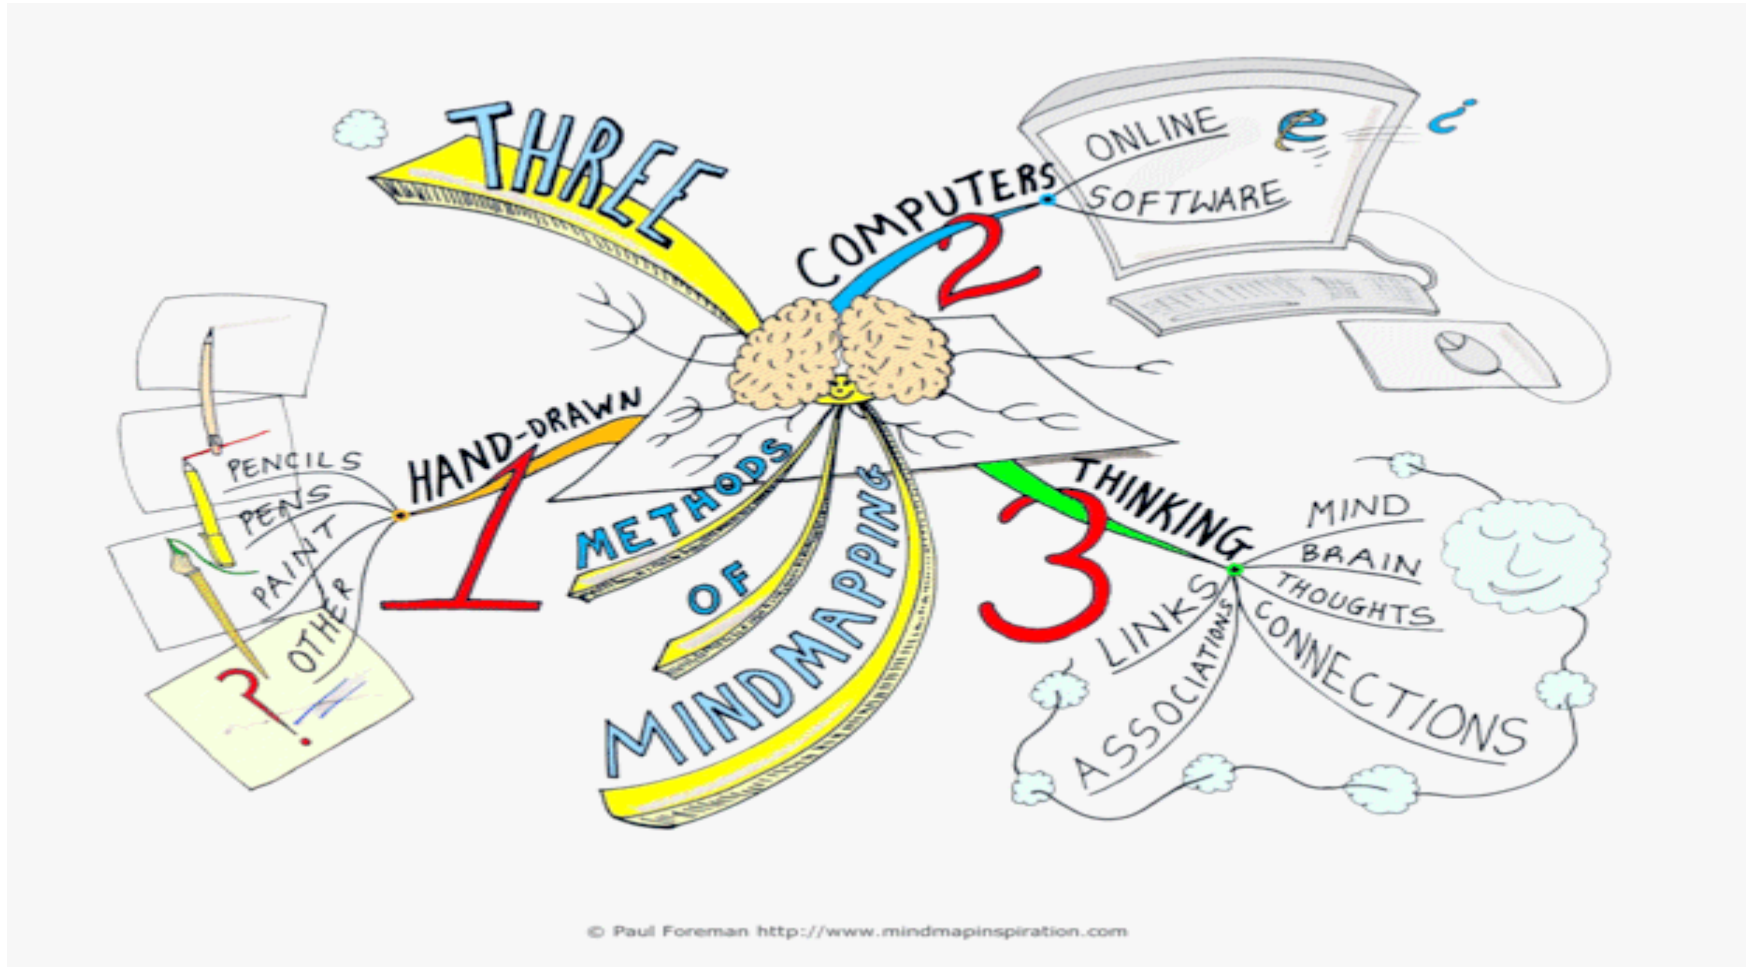 THREE
METHODS
OF
MINDMAPPING
1
HAND-DRAWN
PENCILS
PENS
PAINT
OTHER
?
2
COMPUTERS
ONLINE
e
SOFTWARE
3
THINKING
MIND
BRAIN
THOUGHTS
CONNECTIONS
ASSOCIATIONS
LINKS
© Paul Foreman http://www.mindmapinspiration.com